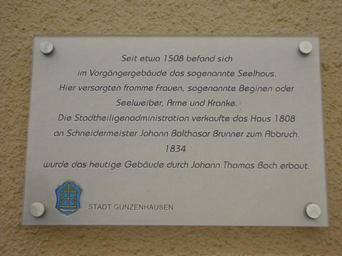 Seit etwa 1508 befand sich
im Vorgängergebäude das sogenannte Seelhaus.
Hier versorgten fromme Frauen, sogenannte Beginen oder
Seelweiber, Arme und Kranke.
Die Stadtheiligenadministration verkaufte das Haus 1808
an Schneidermeister Johann Balthasar Brunner zum Abbruch.
1834
wurde das heutige Gebäude durch Johann Thomas Bach erbaut.
STADT GUNZENHAUSEN